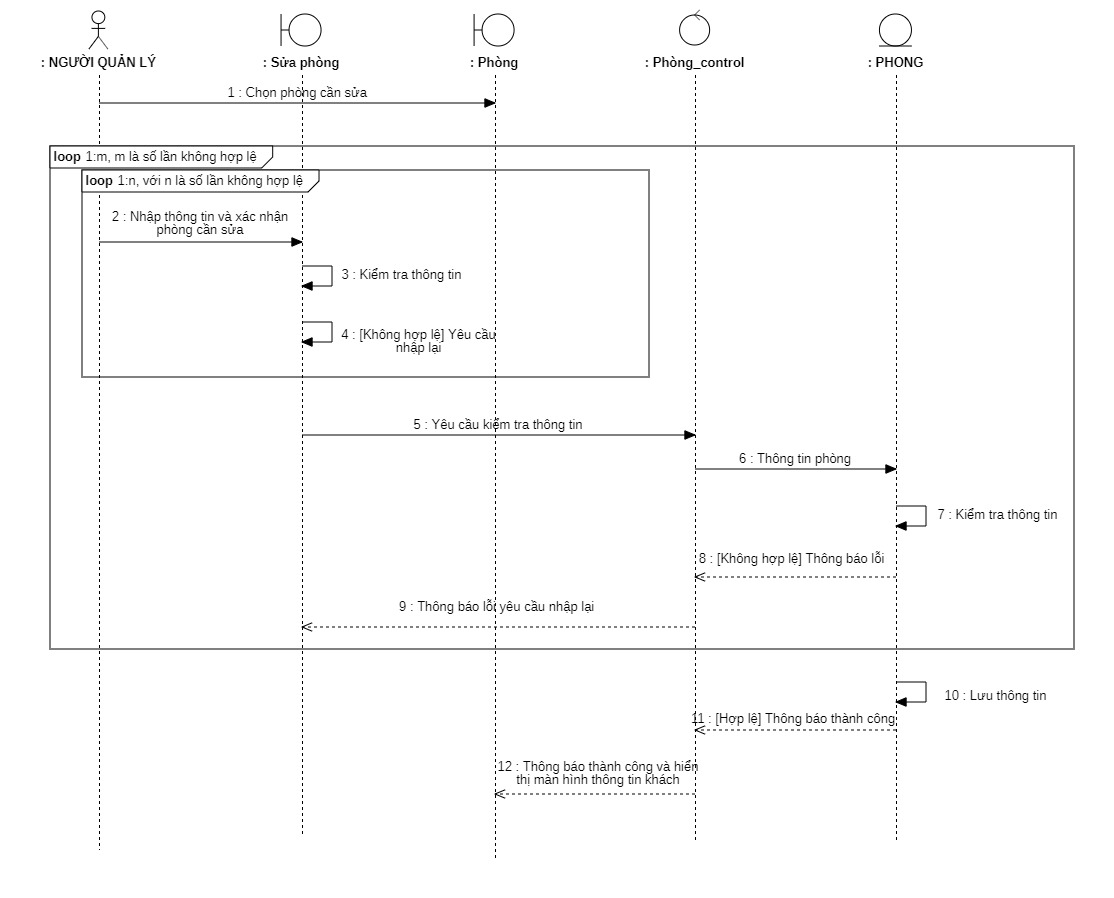 : NGƯỜI QUẢN LÝ
: Sửa phòng
: Phòng
: Phòng_control
: PHONG
1 : Chọn phòng cần sửa
loop 1:m, m là số lần không hợp lệ
loop 1:n, với n là số lần không hợp lệ
2 : Nhập thông tin và xác nhận
phòng cần sửa
3 : Kiểm tra thông tin
4 : [Không hợp lệ] Yêu cầu
nhập lại
5 : Yêu cầu kiểm tra thông tin
6 : Thông tin phòng
7 : Kiểm tra thông tin
8 : [Không hợp lệ] Thông báo lỗi
9 : Thông báo lỗi yêu cầu nhập lại
10 : Lưu thông tin
11 : [Hợp lệ] Thông báo thành công
12 : Thông báo thành công và hiển
thị màn hình thông tin khách